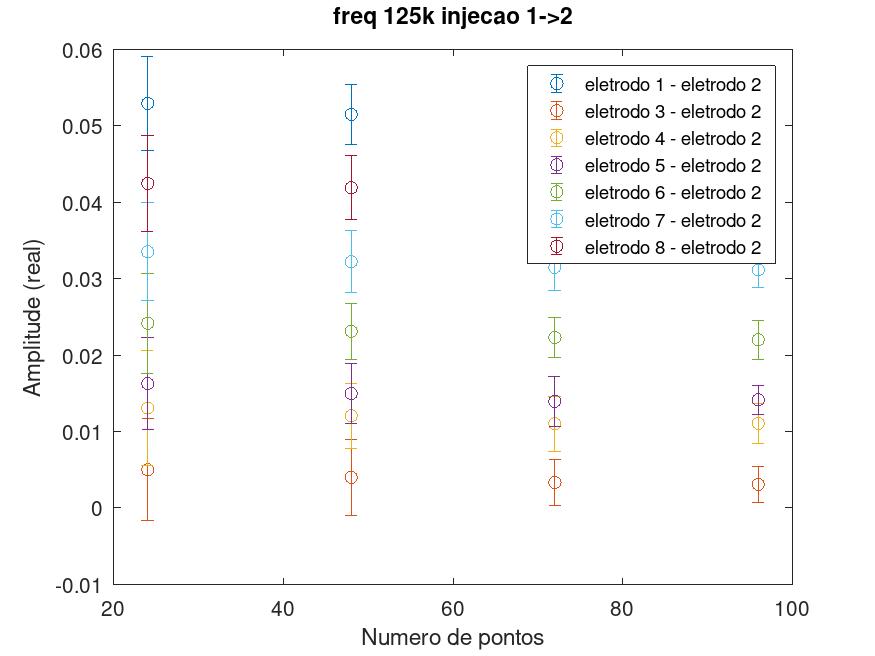 freq 125k injecao 1->2
0.06
0.05
0.04
0.03
0.02
0.01
0
-0.01
Amplitude (real)
eletrodo 1 - eletrodo 2
eletrodo 3 - eletrodo 2
eletrodo 4 - eletrodo 2
eletrodo 5 - eletrodo 2
eletrodo 6 - eletrodo 2
eletrodo 7 - eletrodo 2
eletrodo 8 - eletrodo 2
20 40 60 80 100
Numero de pontos